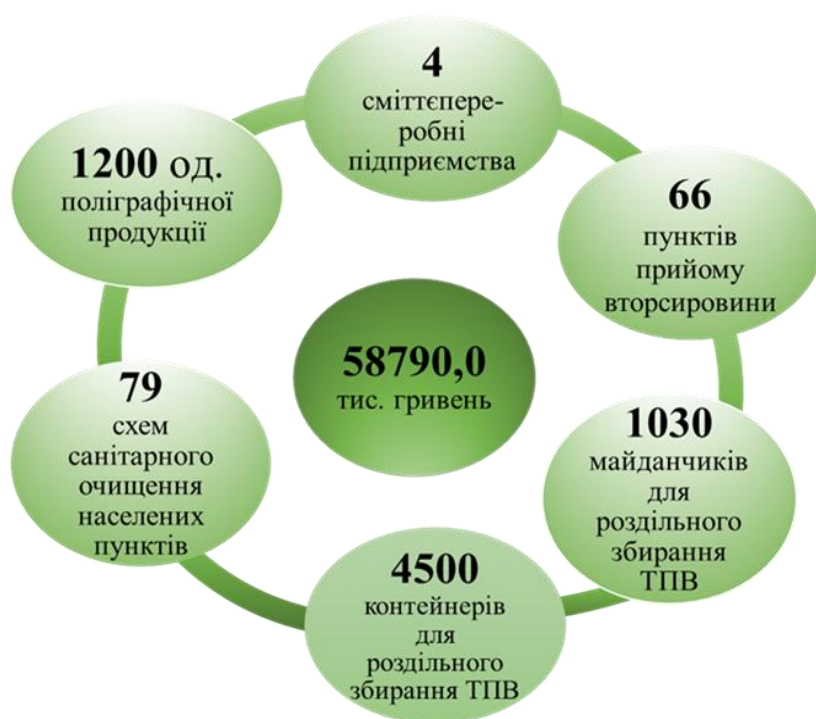 4
сміттєпере-
робні
підприємства
66
пунктів
прийому
вторсировини
1030
майданчиків
для
роздільного
збирання
ТПВ
4500
контейнерів
для
роздільного
збирання ТПВ
79
схем
санітарного
очищення
населених
пунктів
1200 од.
поліграфічної
продукції
58790,0
тис. гривень